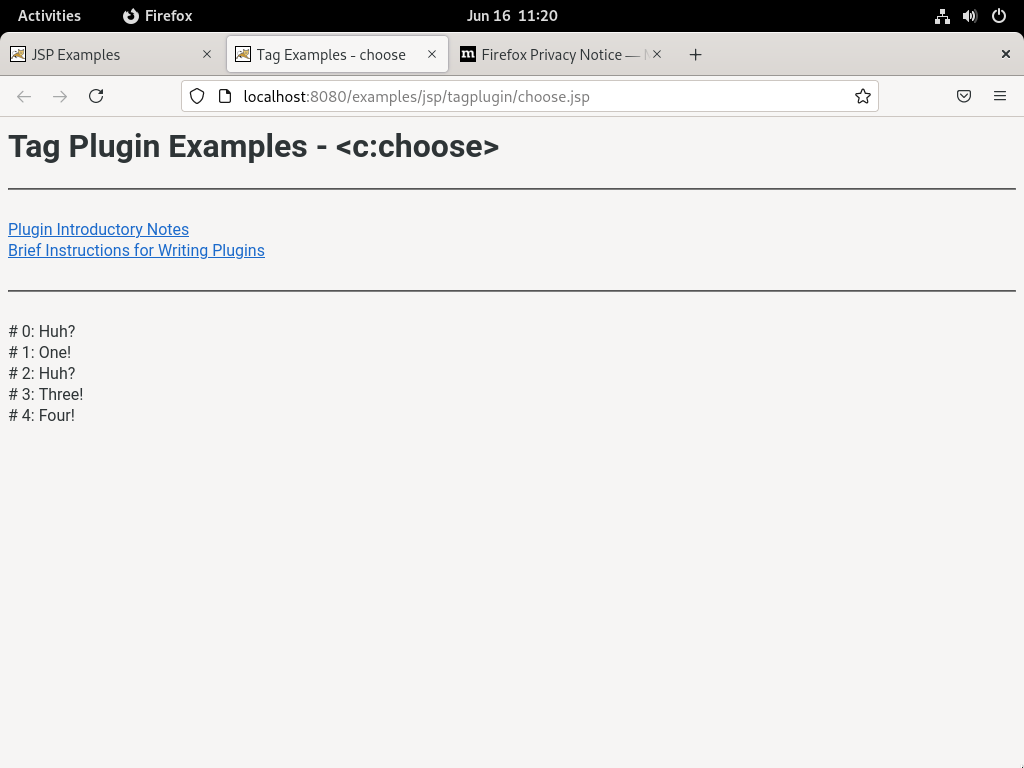 Activities
Firefox
Jun 16 11:20
JSP Examples
Tag Examples - choose
m
Firefox Privacy Notice —
localhost:8080/examples/jsp/tagplugin/choose.jsp
Tag Plugin Examples - <c:choose>
Plugin Introductory Notes
Brief Instructions for Writing Plugins
# 0: Huh?
# 1: One!
# 2: Huh?
# 3: Three!
# 4: Four!